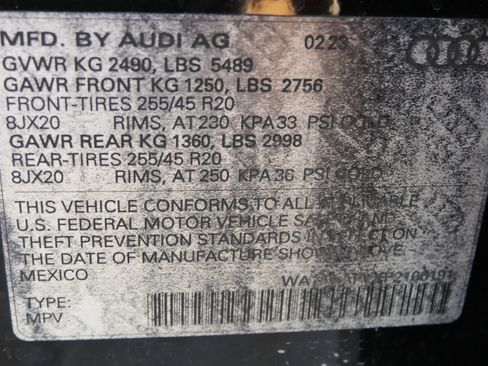 MFD. BY AUDI AG 02 23
GVWR KG 2490, LBS 5489
GAWR FRONT KG 1250, LBS 2756
FRONT-TIRES 255/45 R20
8JX20 RIMS, AT 230 KPA 33 PSI COLD
GAWR REAR KG 1360, LBS 2998
REAR-TIRES 255/45 R20
8JX20 RIMS, AT 250 KPA 36 PSI COLD
THIS VEHICLE CONFORMS TO ALL APPLICABLE
U.S. FEDERAL MOTOR VEHICLE SAFETY AND
THEFT PREVENTION STANDARDS IN EFFECT ON
THE DATE OF MANUFACTURE SHOWN ABOVE.
MEXICO
TYPE:
MPV